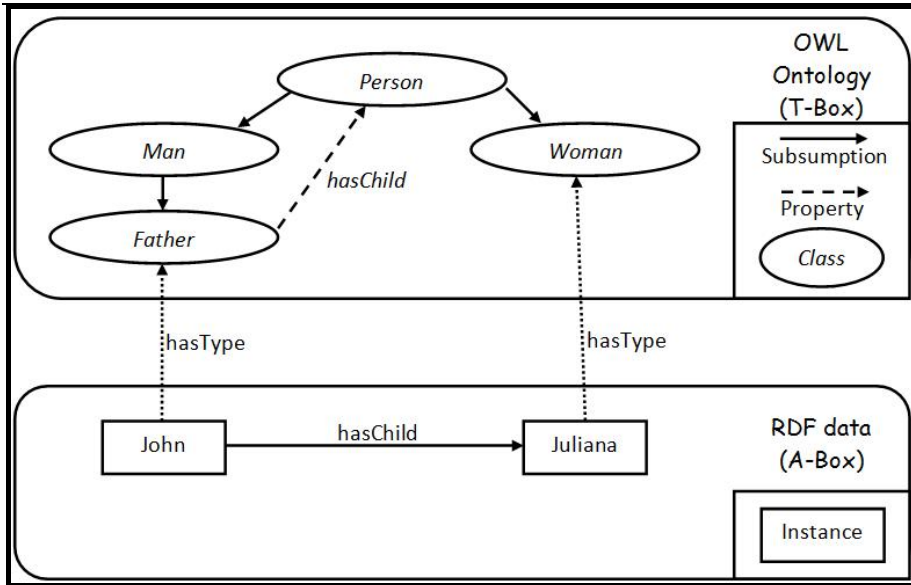 OWL
Ontology
(T-Box)
Person
Man
Woman
hasChild
Father
Subsumption
Property
Class
hasType
hasType
John
hasChild
Juliana
RDF data
(A-Box)
Instance